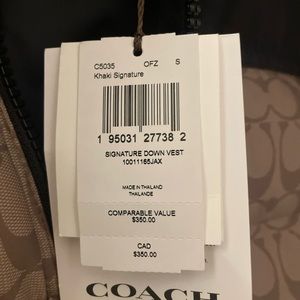 C5035 OFZ S
Khaki Signature
1 95031 27738 2
SIGNATURE DOWN VEST
10011165JAX
MADE IN THAILAND
THAILANDE
COMPARABLE VALUE
$350.00
CAD
$350.00
COACH